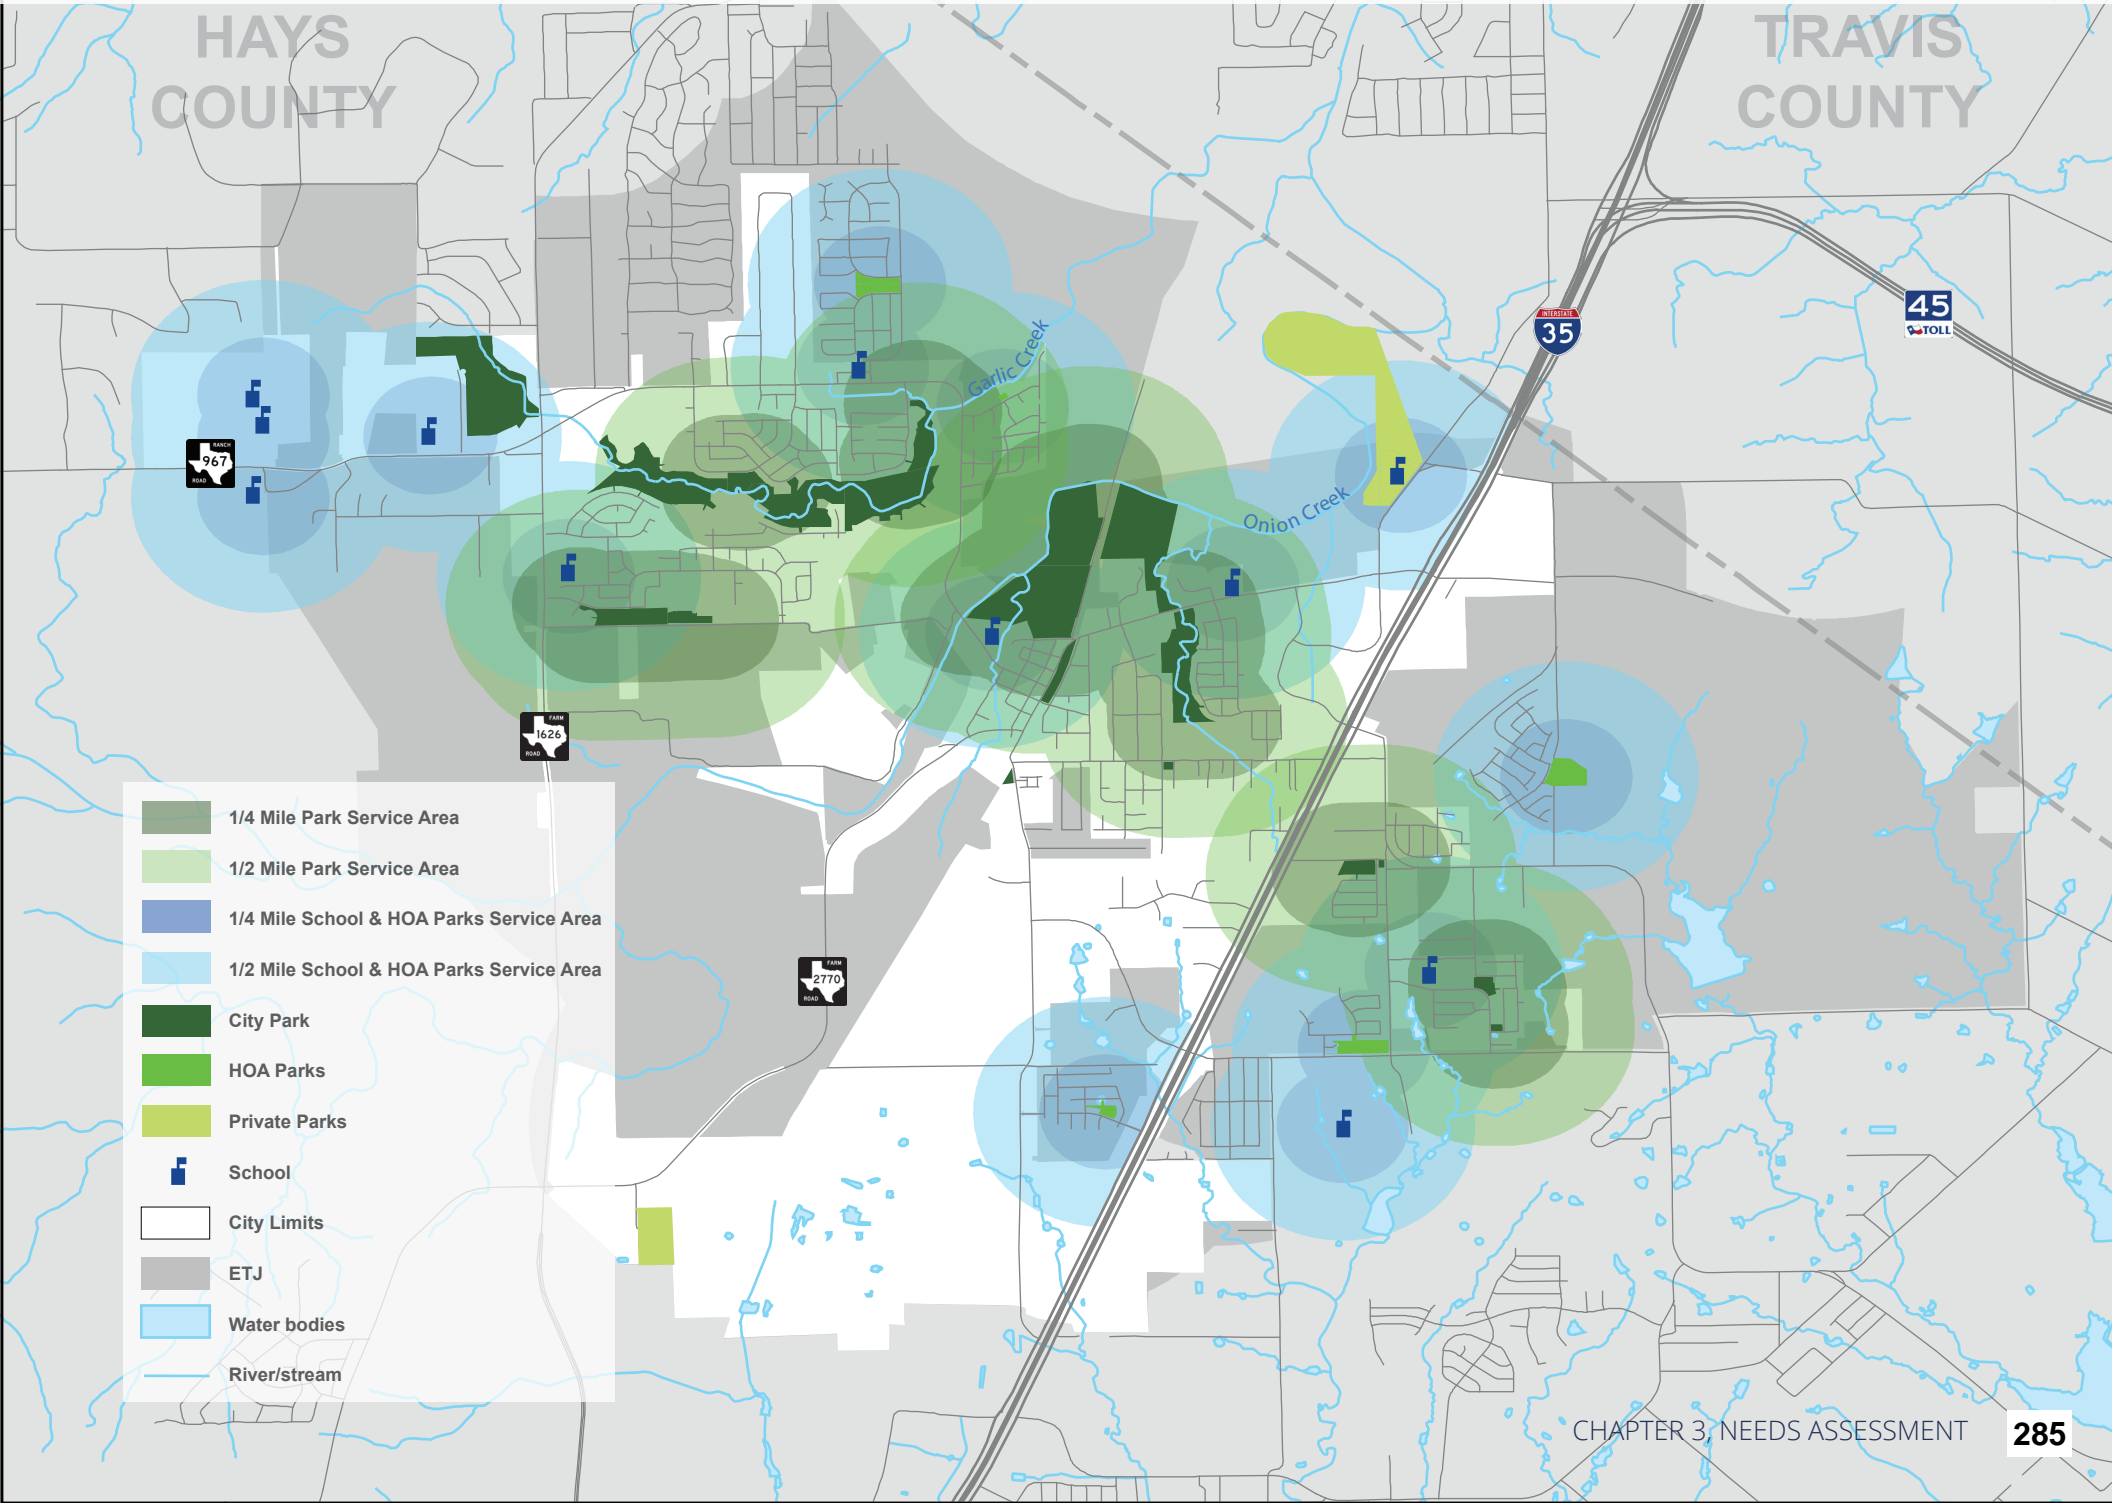 HAYS
COUNTY
TRAVIS
COUNTY
45
TOLL
INTERSTATE
35
Garlic Creek
Onion Creek
RANCH
967
ROAD
FARM
1626
ROAD
FARM
2770
ROAD
1/4 Mile Park Service Area
1/2 Mile Park Service Area
1/4 Mile School & HOA Parks Service Area
1/2 Mile School & HOA Parks Service Area
City Park
HOA Parks
Private Parks
School
City Limits
ETJ
Water bodies
River/stream
CHAPTER 3, NEEDS ASSESSMENT
285